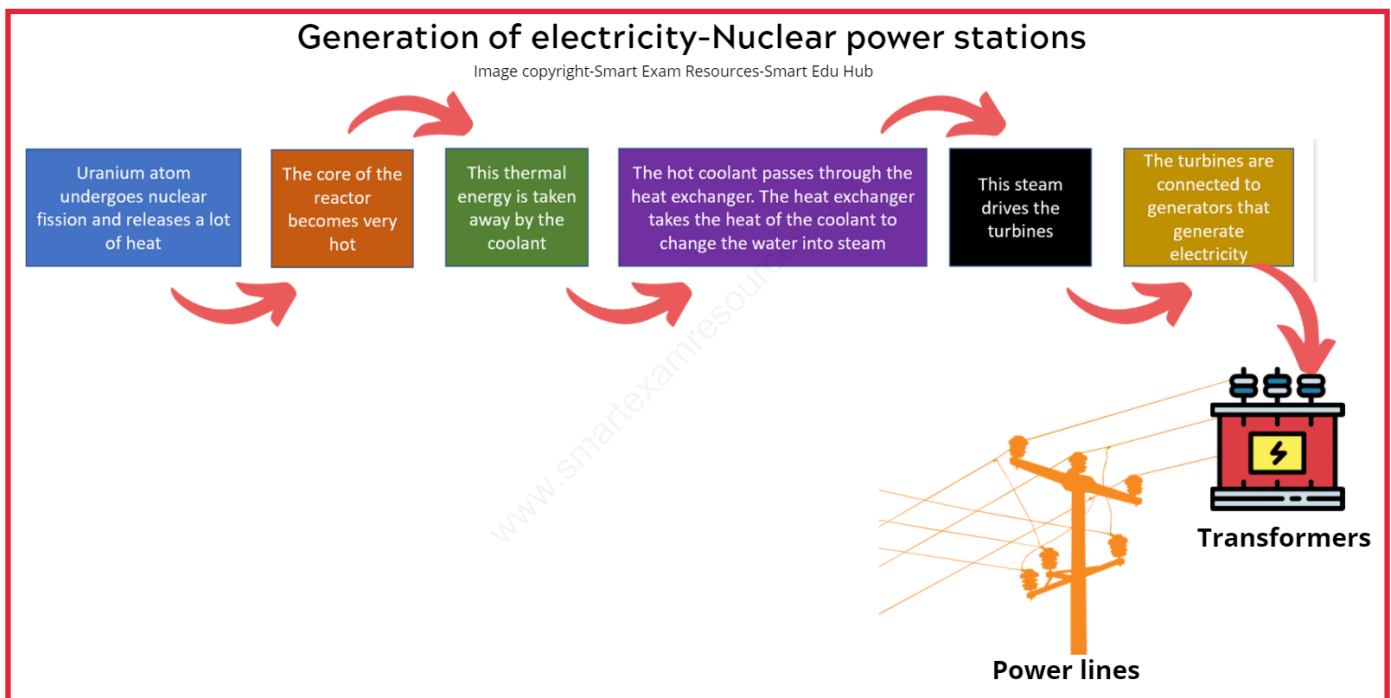 Generation of electricity-Nuclear power stations
Image copyright-Smart Exam Resources-Smart Edu Hub
Uranium atom
undergoes nuclear
fission and releases a lot
of heat
The core of the
reactor
becomes very
hot
This thermal
energy is taken
away by the
coolant
The hot coolant passes through the
heat exchanger. The heat exchanger
takes the heat of the coolant to
change the water into steam
This steam
drives the
turbines
The turbines are
connected to
generators that
generate
electricity
Transformers
Power lines